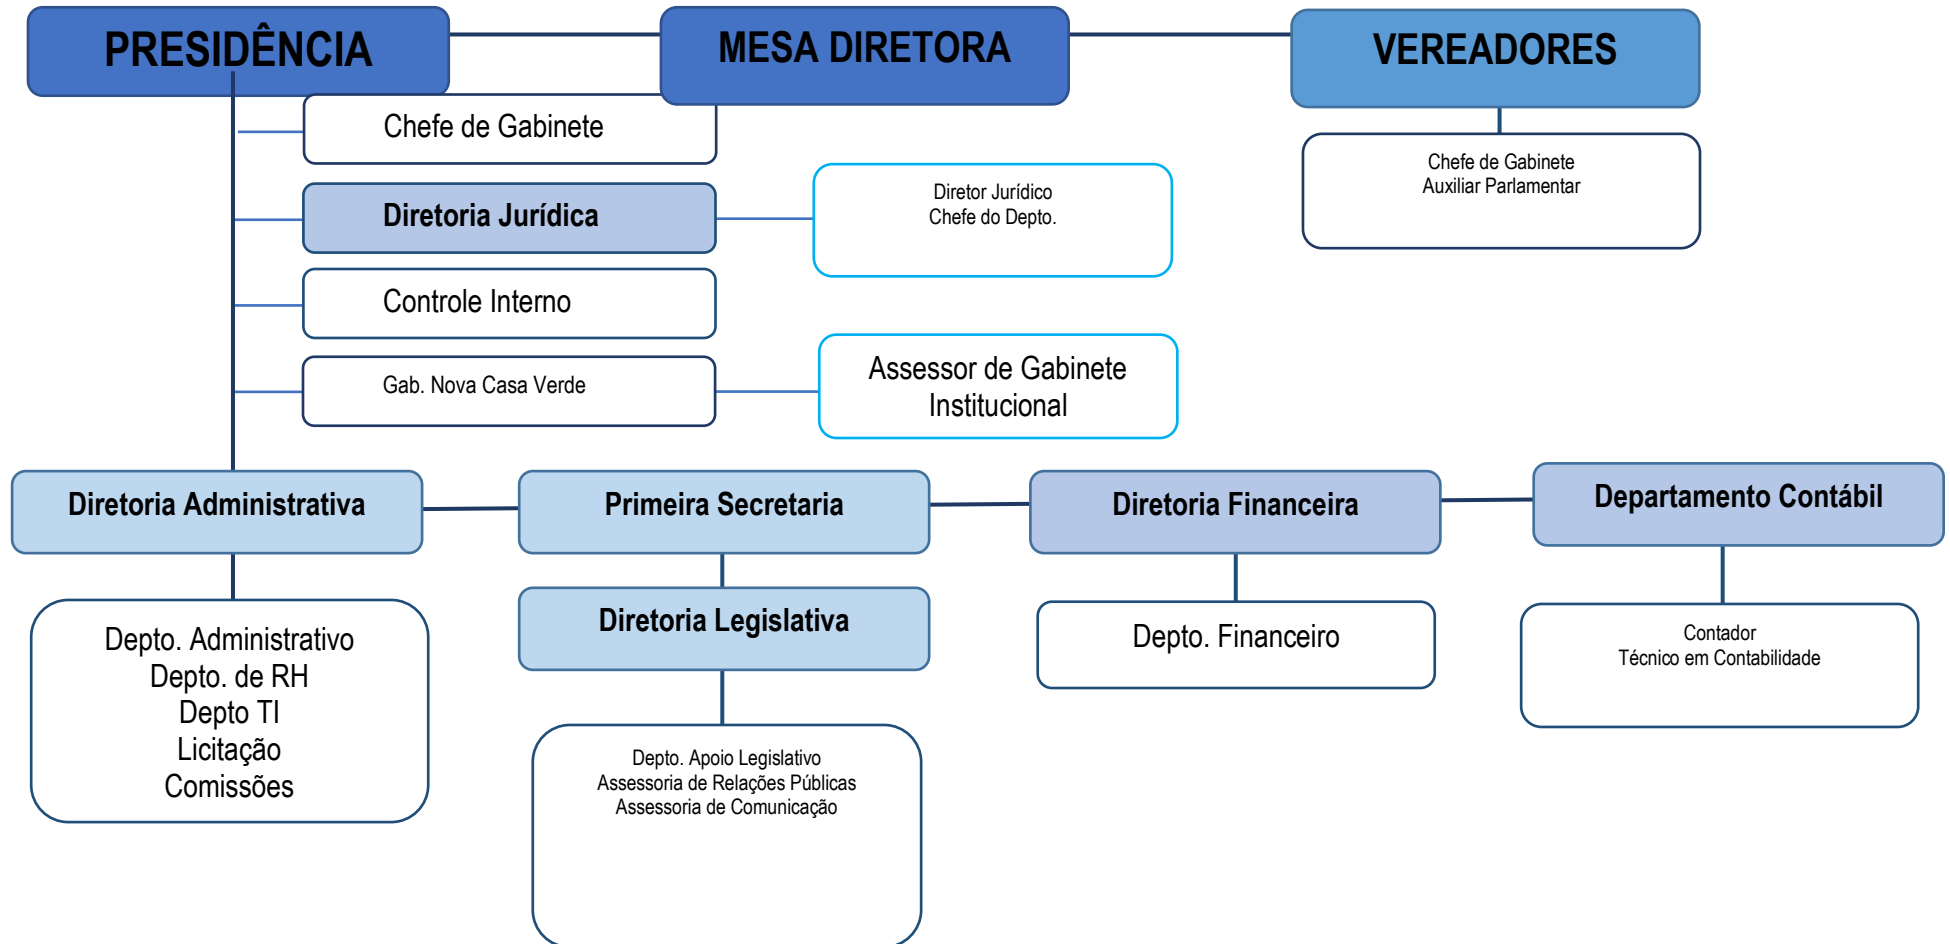 PRESIDÊNCIA
MESA DIRETORA
VEREADORES
Chefe de Gabinete
Chefe de Gabinete
Auxiliar Parlamentar
Diretoria Jurídica
Diretor Jurídico
Chefe do Depto.
Controle Interno
Gab. Nova Casa Verde
Assessor de Gabinete
Institucional
Diretoria Administrativa
Primeira Secretaria
Diretoria Financeira
Departamento Contábil
Depto. Administrativo
Depto. de RH
Depto TI
Licitação
Comissões
Diretoria Legislativa
Depto. Apoio Legislativo
Assessoria de Relações Públicas
Assessoria de Comunicação
Depto. Financeiro
Contador
Técnico em Contabilidade